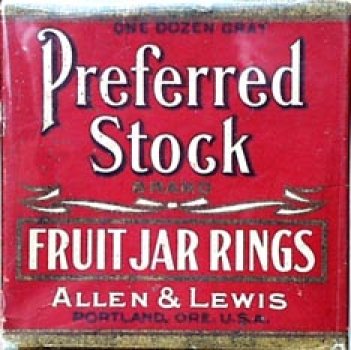 ONE DOZEN GRAY
Preferred
Stock
BRAND
FRUIT JAR RINGS
ALLEN & LEWIS
PORTLAND, ORE. U.S.A.